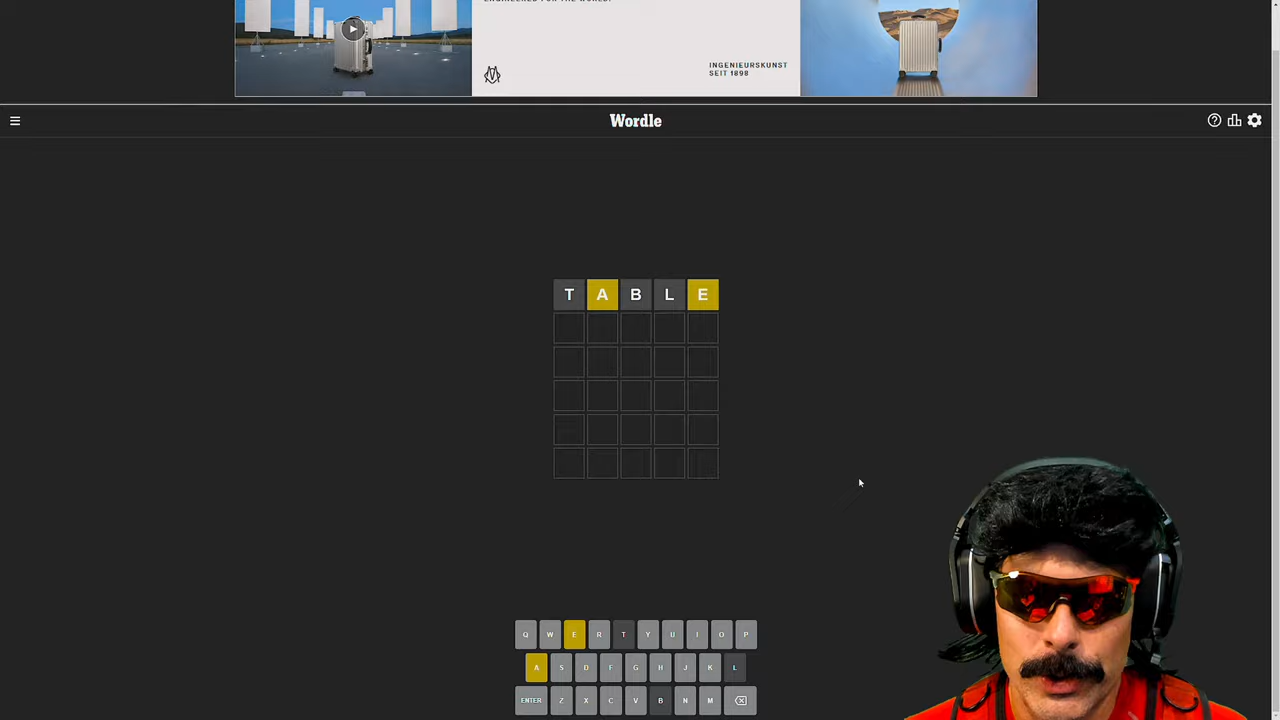 INGENIEURSKUNST
SEIT 1898
Wordle
T A B L E
Q W E R T Y U I O P
A S D F G H J K L
ENTER Z X C V B N M